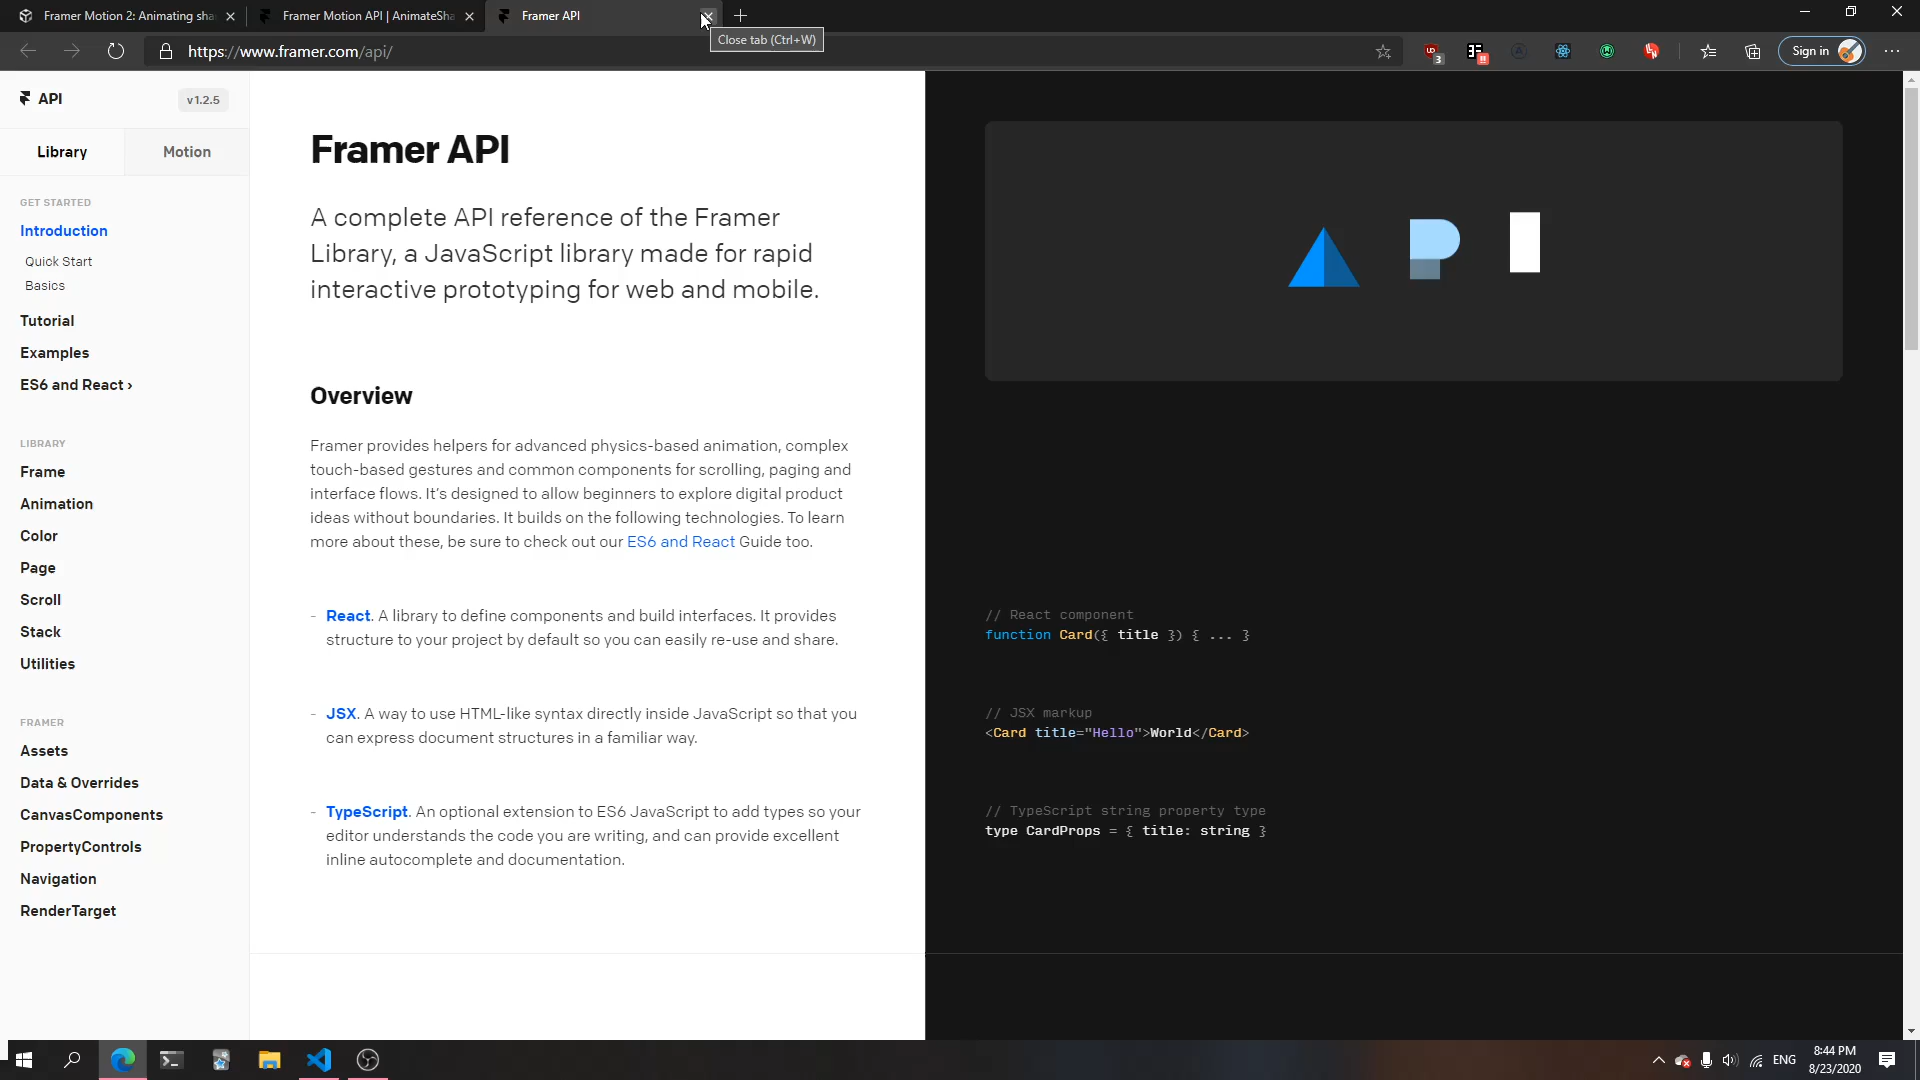 Framer Motion 2: Animating sha
Framer Motion API | AnimateSha
Framer API
Close tab (Ctrl+W)
https://www.framer.com/api/
3
Sign in
API
v1.2.5
Library
Motion
GET STARTED
Introduction
Quick Start
Basics
Tutorial
Examples
ES6 and React ›
LIBRARY
Frame
Animation
Color
Page
Scroll
Stack
Utilities
FRAMER
Assets
Data & Overrides
CanvasComponents
PropertyControls
Navigation
RenderTarget
Framer API
A complete API reference of the Framer
Library, a JavaScript library made for rapid
interactive prototyping for web and mobile.
Overview
Framer provides helpers for advanced physics-based animation, complex
touch-based gestures and common components for scrolling, paging and
interface flows. It’s designed to allow beginners to explore digital product
ideas without boundaries. It builds on the following technologies. To learn
more about these, be sure to check out our ES6 and React Guide too.
- React. A library to define components and build interfaces. It provides
structure to your project by default so you can easily re-use and share.
- JSX. A way to use HTML-like syntax directly inside JavaScript so that you
can express document structures in a familiar way.
- TypeScript. An optional extension to ES6 JavaScript to add types so your
editor understands the code you are writing, and can provide excellent
inline autocomplete and documentation.
// React component
function Card({ title }) { ... }
// JSX markup
<Card title="Hello">World</Card>
// TypeScript string property type
type CardProps = { title: string }
ENG
8:44 PM
8/23/2020